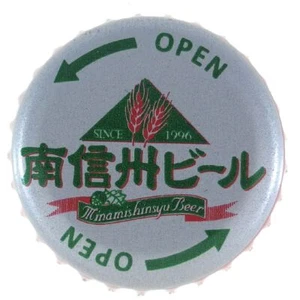 OPEN
SINCE 1996
南信州ビール
Minamishinsyu Beer
OPEN